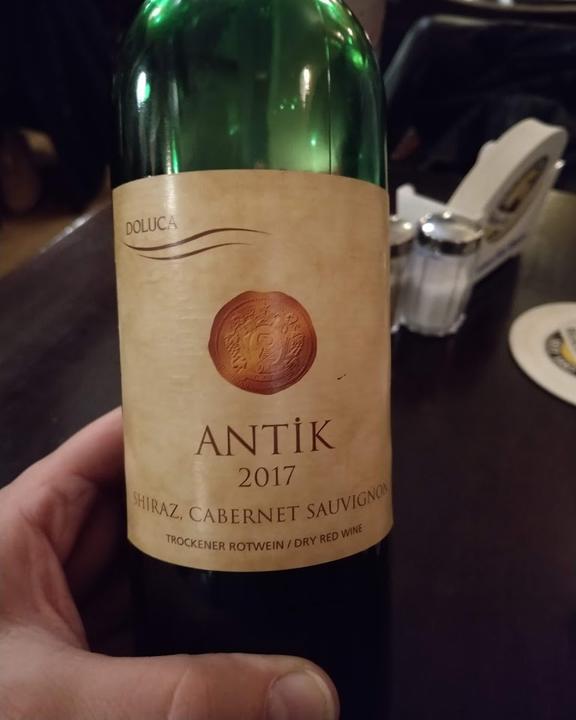 DOLUCA
ANTİK
2017
SHIRAZ, CABERNET SAUVIGNON
TROCKENER ROTWEIN / DRY RED WINE